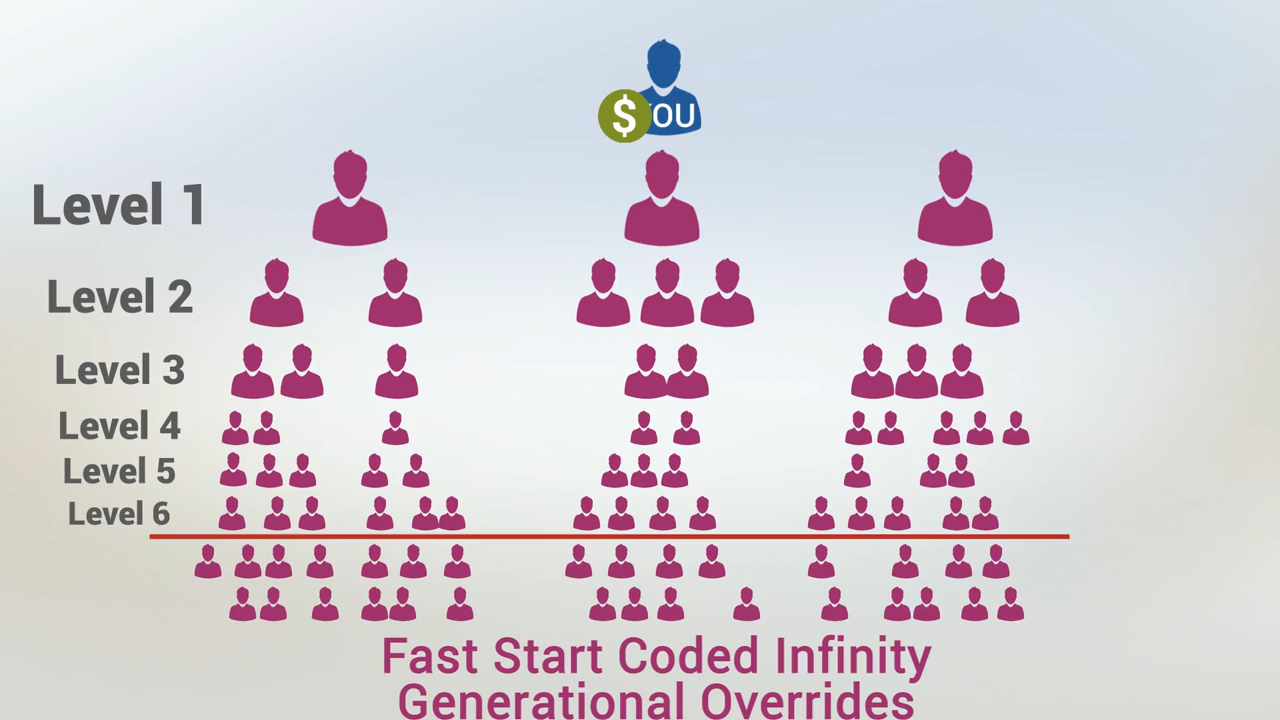 $ OU
Level 1
Level 2
Level 3
Level 4
Level 5
Level 6
Fast Start Coded Infinity
Generational Overrides